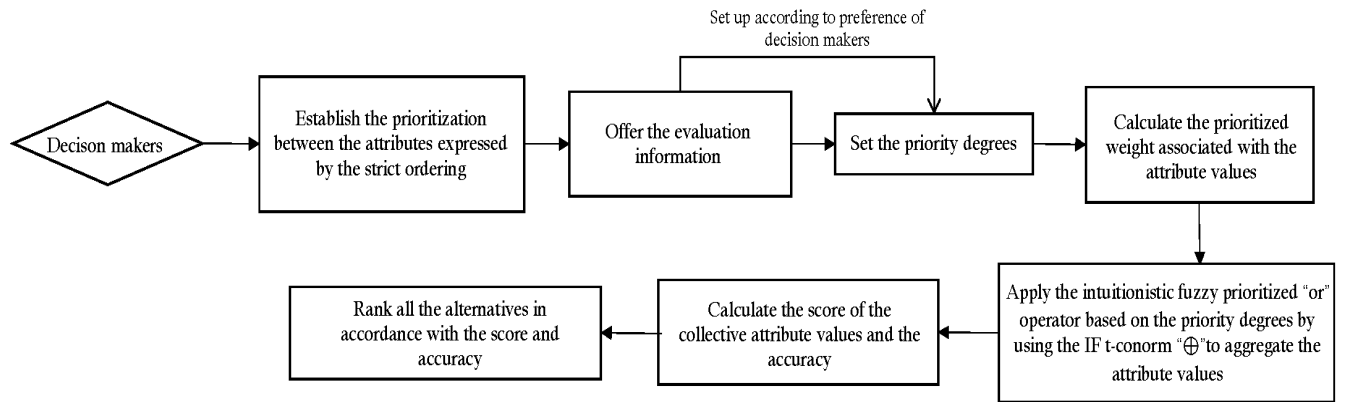 Set up according to preference of
decision makers
Decison makers
Establish the prioritization
between the attributes expressed
by the strict ordering
Offer the evaluation
information
Set the priority degrees
Calculate the prioritized
weight associated with the
attribute values
Apply the intuitionistic fuzzy prioritized “or”
operator based on the priority degrees by
using the IF t-conorm “⊕”to aggregate the
attribute values
Calculate the score of the
collective attribute values and the
accuracy
Rank all the alternatives in
accordance with the score and
accuracy